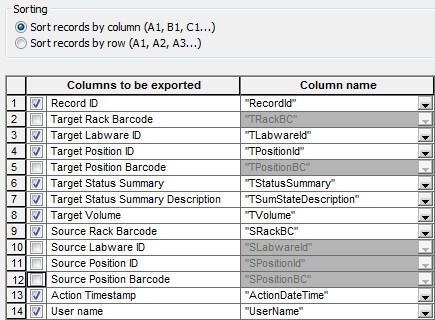 Sorting
Sort records by column (A1, B1, C1...)
Sort records by row (A1, A2, A3...)
Columns to be exported Column name
1 Record ID "RecordId"
2 Target Rack Barcode "TRackBC"
3 Target Labware ID "TLabwareId"
4 Target Position ID "TPositionId"
5 Target Position Barcode "TPositionBC"
6 Target Status Summary "TStatusSummary"
7 Target Status Summary Description "TSumStateDescription"
8 Target Volume "TVolume"
9 Source Rack Barcode "SRackBC"
10 Source Labware ID "SLabwareId"
11 Source Position ID "SPositionId"
12 Source Position Barcode "SPositionBC"
13 Action Timestamp "ActionDateTime"
14 User name "UserName"